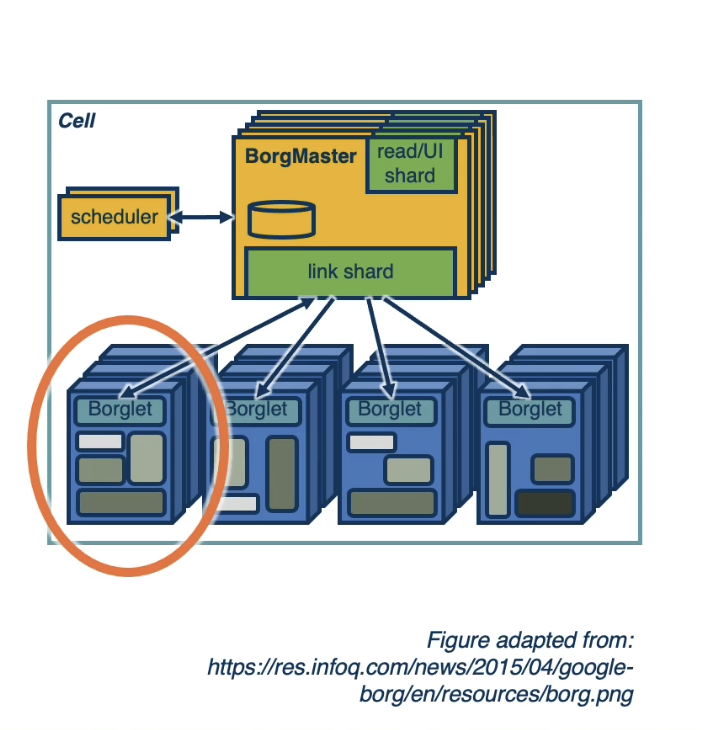 Cell
BorgMaster
read/UI
shard
scheduler
link shard
Borglet
Borglet
Borglet
Borglet
Figure adapted from:
https://res.infoq.com/news/2015/04/google-
borg/en/resources/borg.png